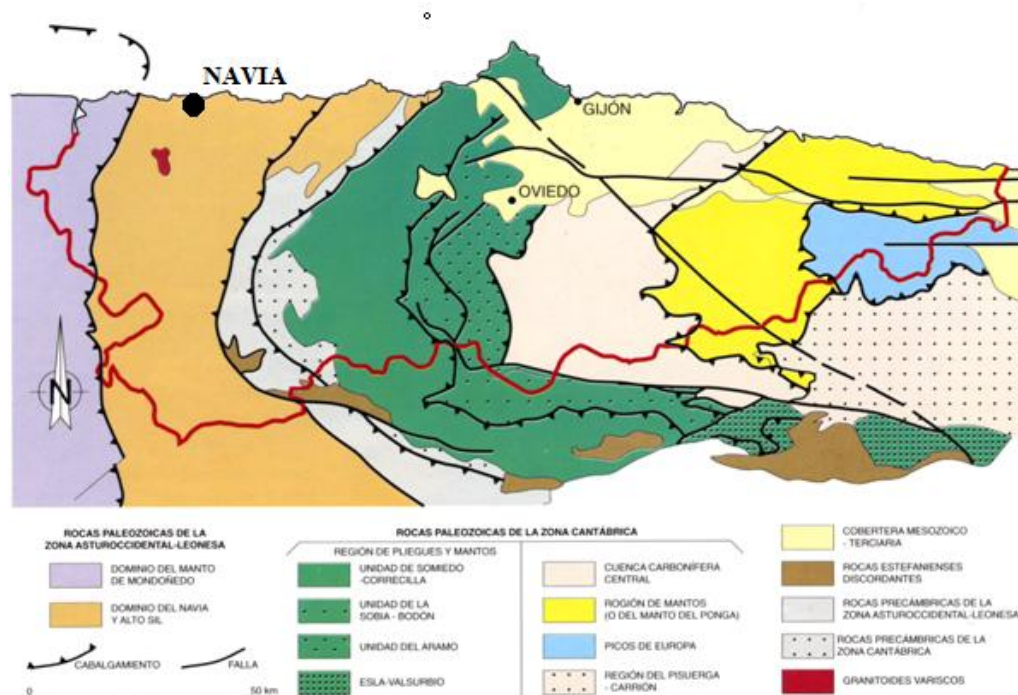 NAVIA
GIJÓN
OVIEDO
N
ROCAS PALEOZOICAS DE LA
ZONA ASTUROCCIDENTAL-LEONESA
DOMINIO DEL MANTO
DE MONDOÑEDO
DOMINIO DEL NAVIA
Y ALTO SIL
CABALGAMIENTO
FALLA
0
50 km
ROCAS PALEOZOICAS DE LA ZONA CANTÁBRICA
REGIÓN DE PLIEGUES Y MANTOS
UNIDAD DE SOMIEDO
-CORRECILLA
UNIDAD DE LA
SOBIA - BODÓN
UNIDAD DEL ARAMO
ESLA-VALSURBIO
CUENCA CARBONÍFERA
CENTRAL
ROGIÓN DE MANTOS
(O DEL MANTO DEL PONGA)
PICOS DE EUROPA
REGIÓN DEL PISUERGA
- CARRIÓN
COBERTERA MESOZOICO
- TERCIARIA
ROCAS ESTEFANIENSES
DISCORDANTES
ROCAS PRECÁMBRICAS DE LA
ZONA ASTUROCCIDENTAL-LEONESA
ROCAS PRECÁMBRICAS DE LA
ZONA CANTÁBRICA
GRANITOIDES VARISCOS